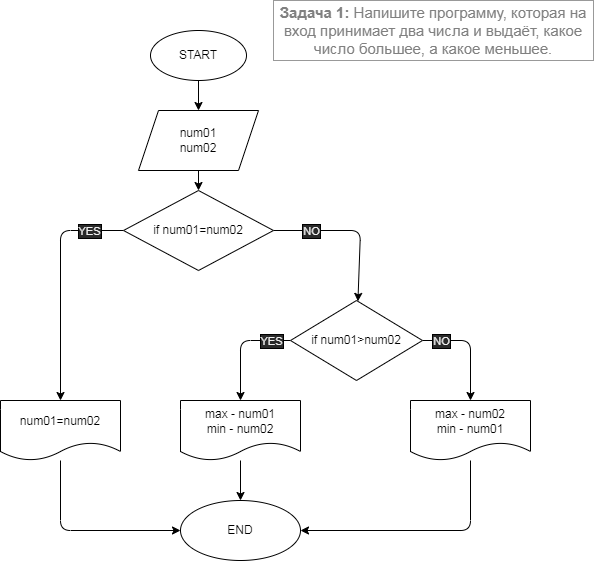 Задача 1: Напишите программу, которая на
вход принимает два числа и выдаёт, какое
число большее, а какое меньшее.
START
num01
num02
if num01=num02
YES
NO
if num01>num02
YES
NO
num01=num02
max - num01
min - num02
max - num02
min - num01
END